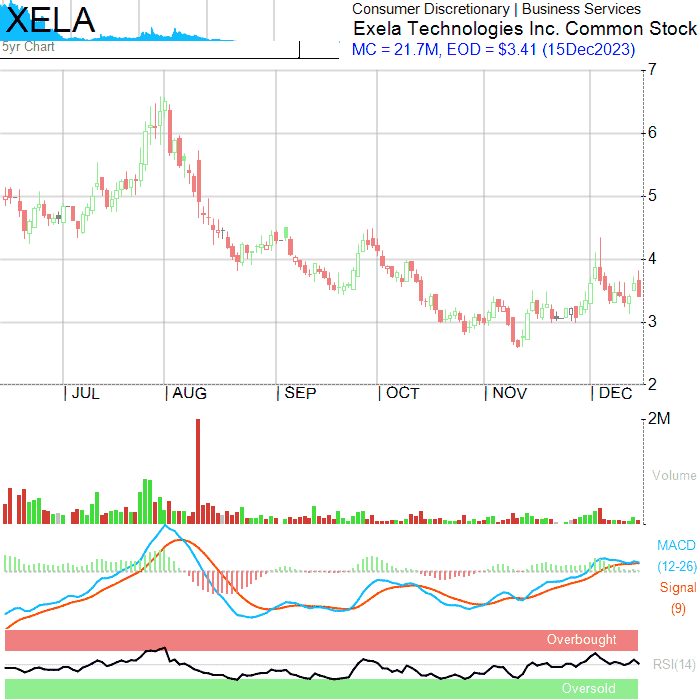 XELA
5yr Chart
Consumer Discretionary | Business Services
Exela Technologies Inc. Common Stock
MC = 21.7M, EOD = $3.41 (15Dec2023)
7
6
5
4
3
2
| JUL | AUG | SEP | OCT | NOV | DEC
2M
Volume
MACD
(12-26)
Signal
(9)
Overbought
RSI(14)
Oversold